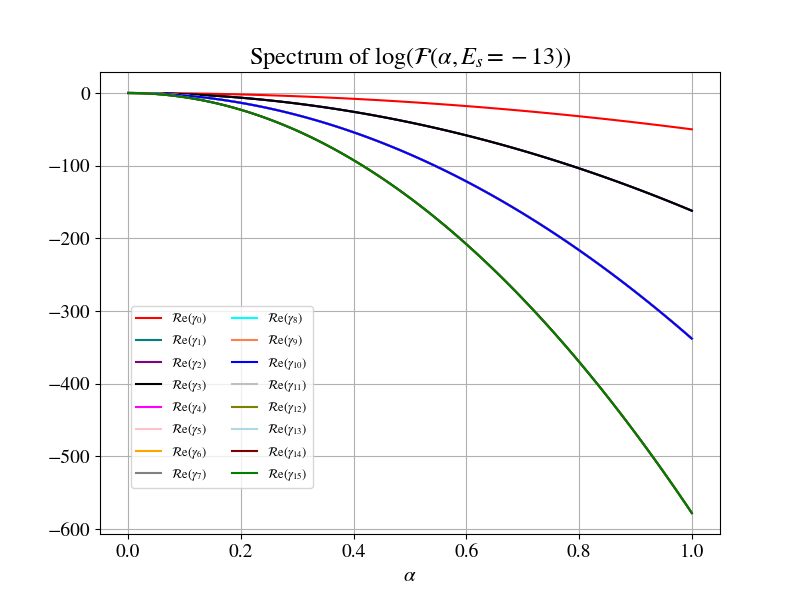 Spectrum of log(ℱ(α, E_s = −13))
0
−100
−200
−300
−400
−500
−600
ℛe(γ₀)
ℛe(γ₁)
ℛe(γ₂)
ℛe(γ₃)
ℛe(γ₄)
ℛe(γ₅)
ℛe(γ₆)
ℛe(γ₇)
ℛe(γ₈)
ℛe(γ₉)
ℛe(γ₁₀)
ℛe(γ₁₁)
ℛe(γ₁₂)
ℛe(γ₁₃)
ℛe(γ₁₄)
ℛe(γ₁₅)
0.0 0.2 0.4 0.6 0.8 1.0
α